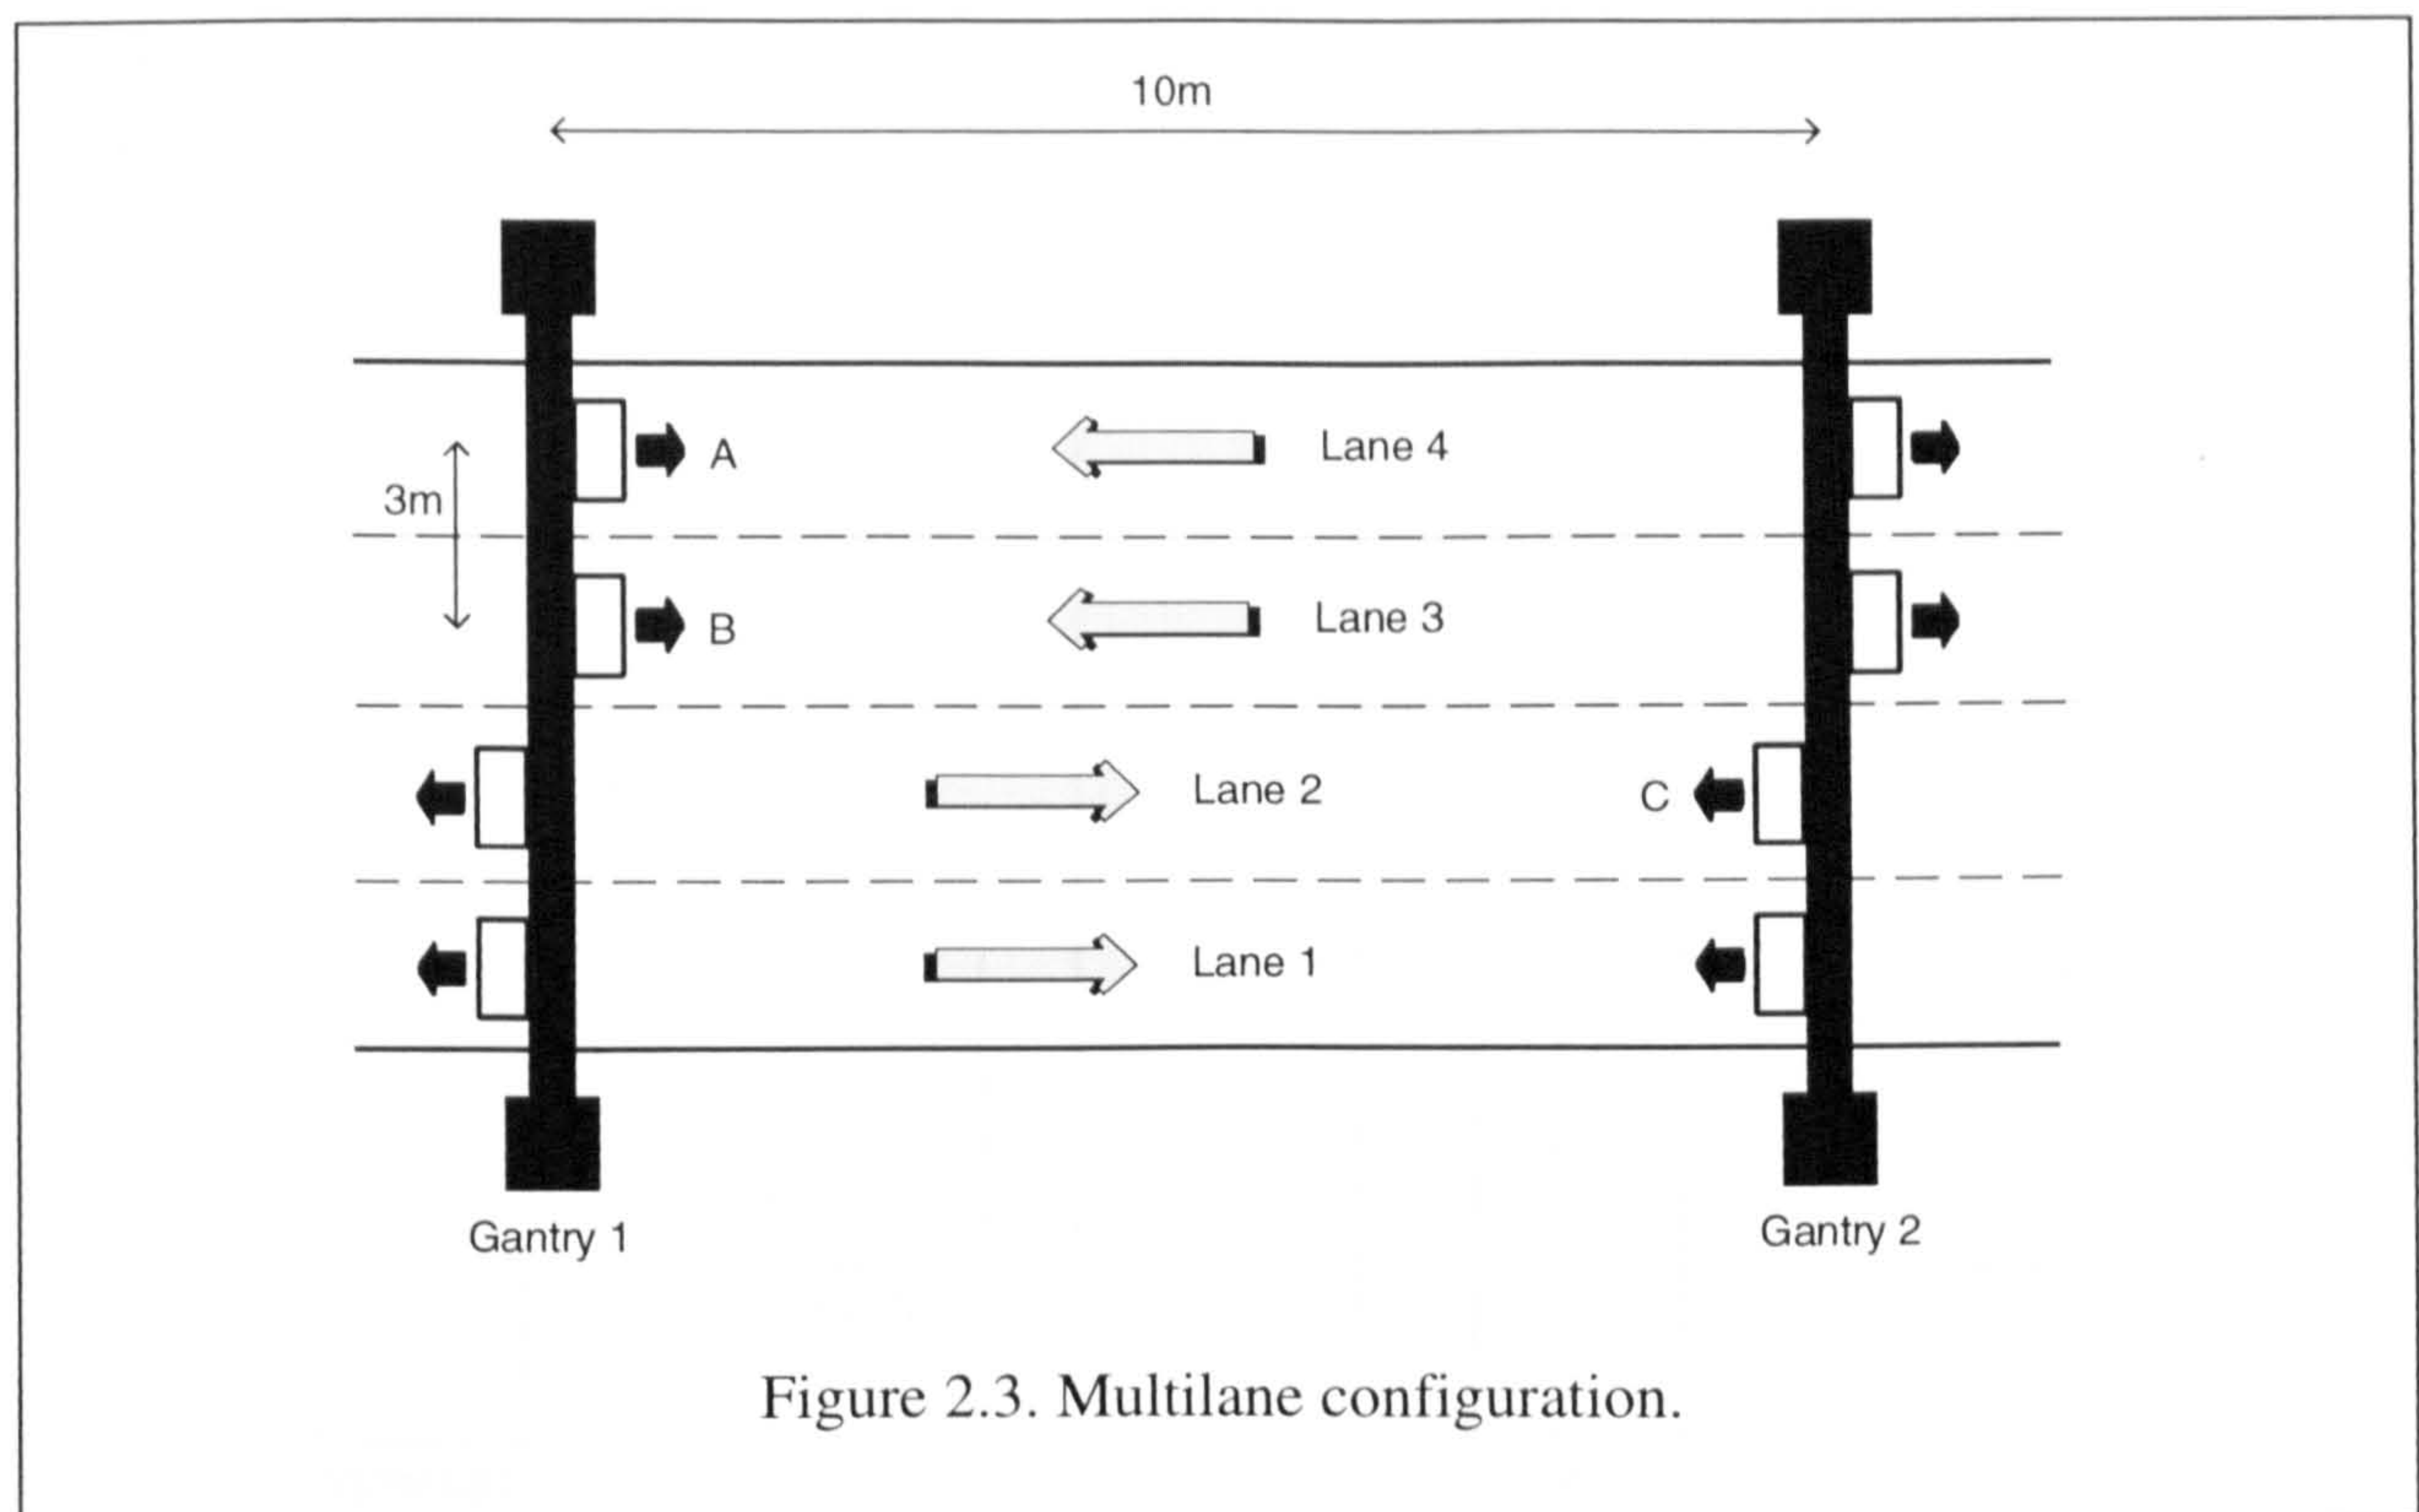 10m
A
Lane 4
3m
B
Lane 3
Lane 2
C
Lane 1
Gantry 1
Gantry 2
Figure 2.3. Multilane configuration.